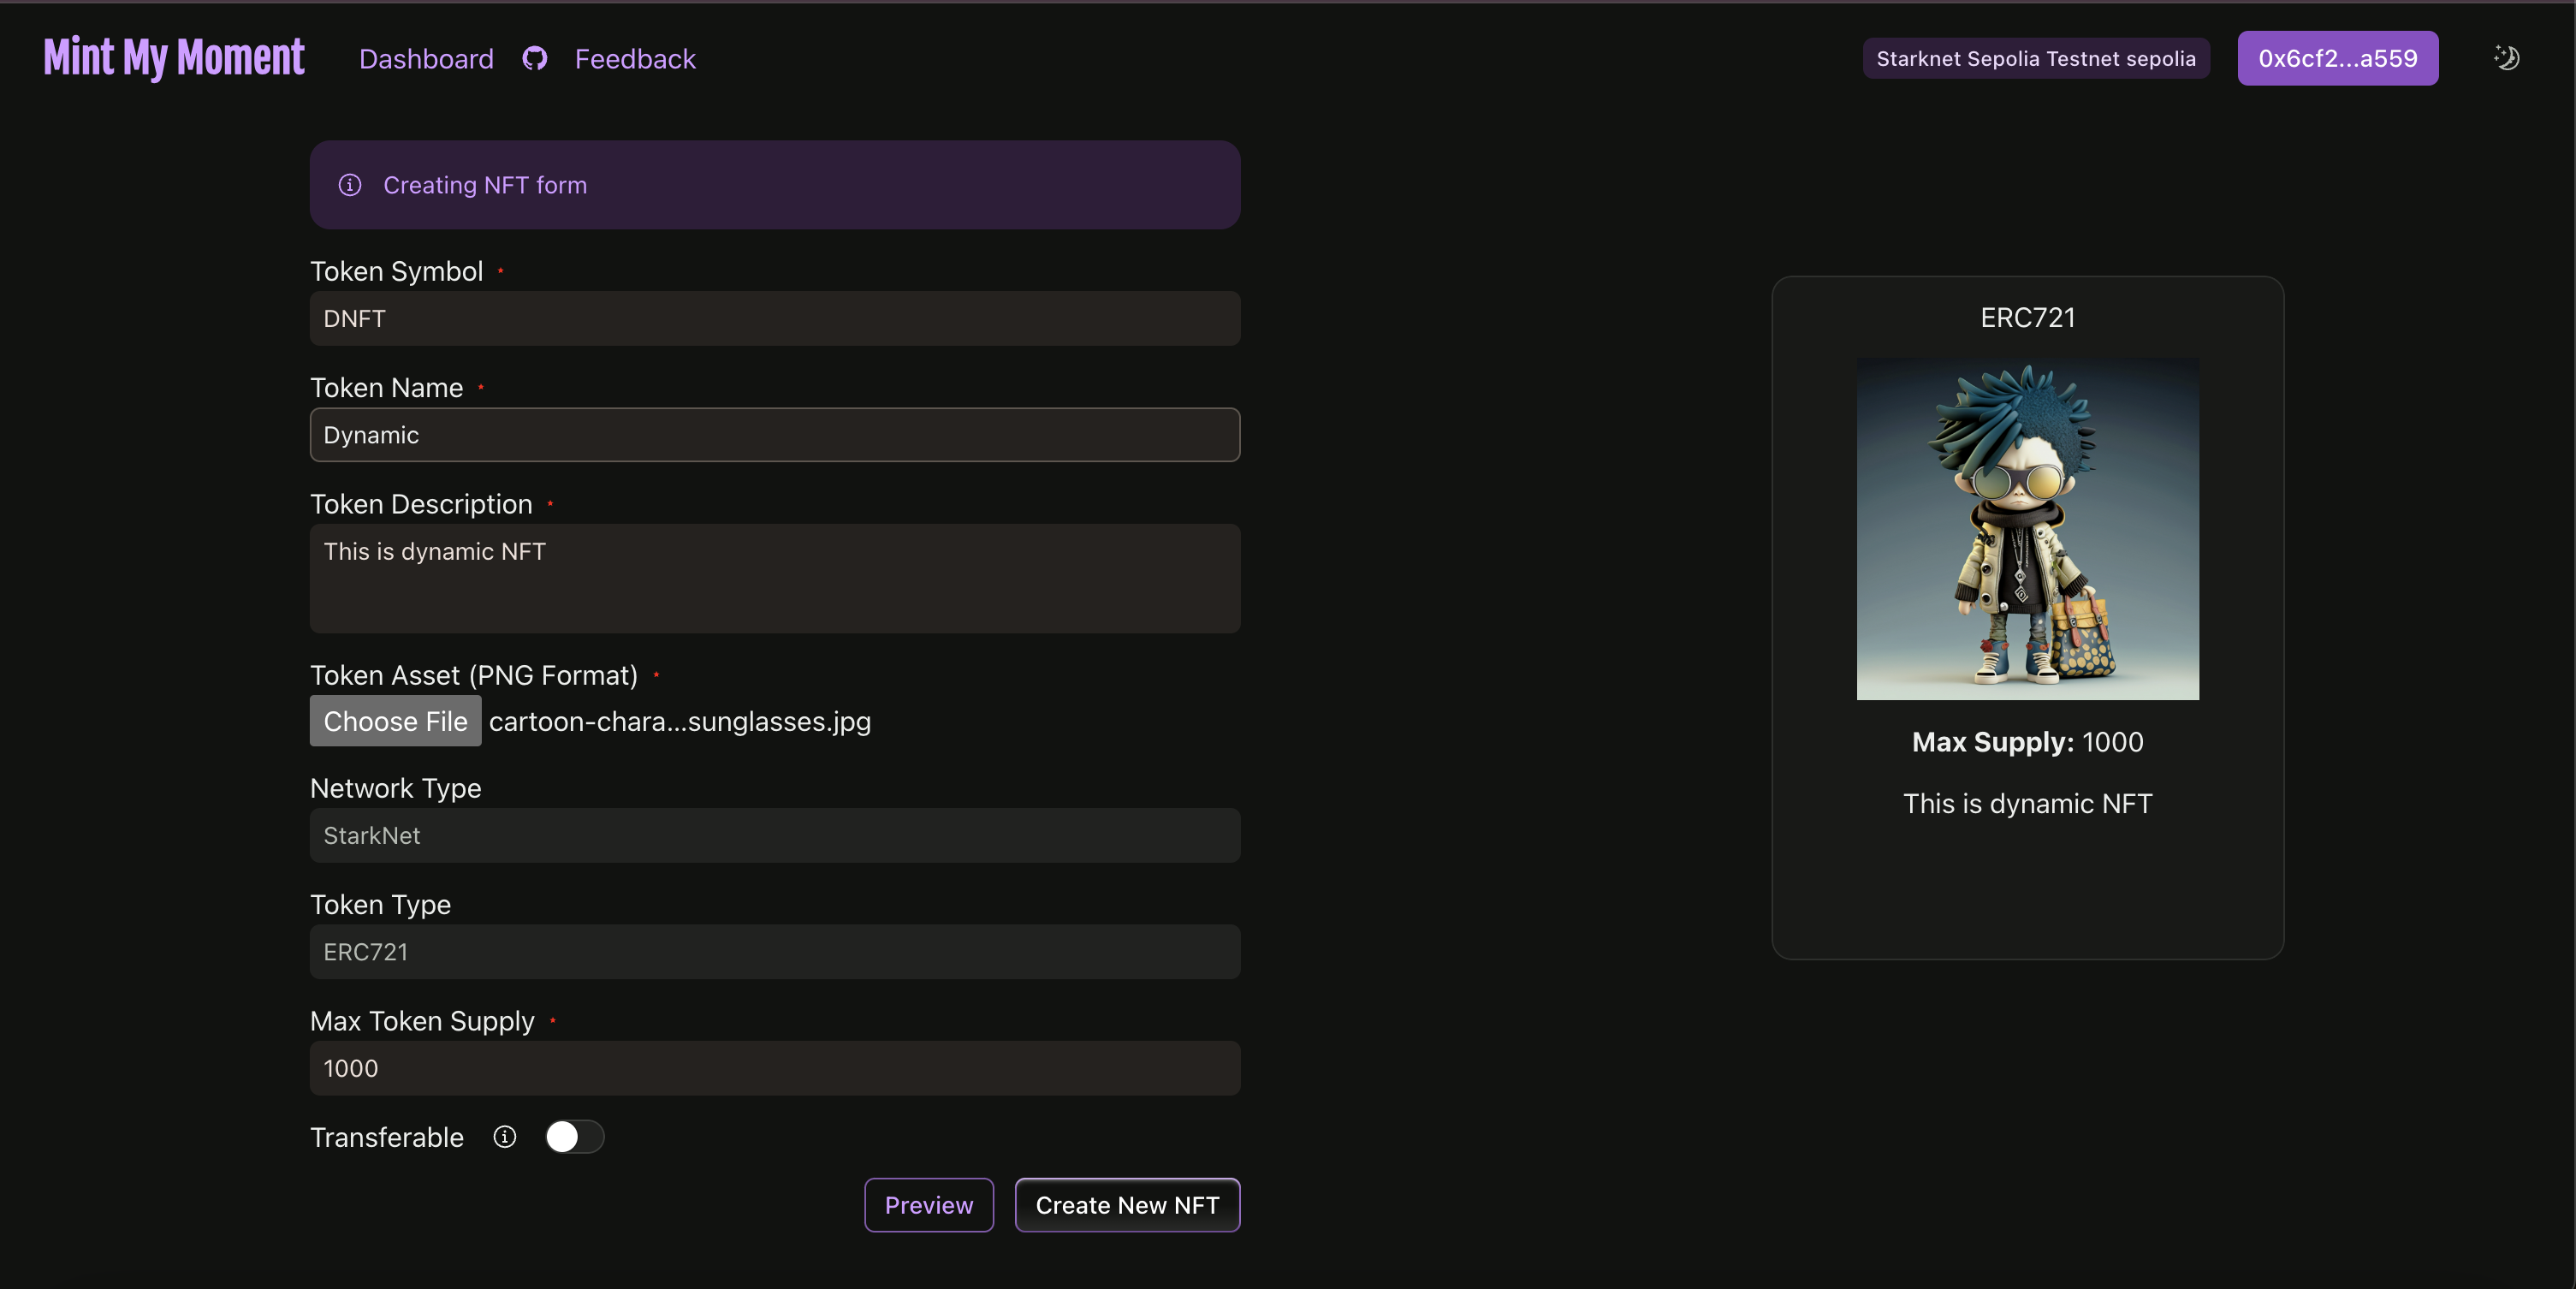 Mint My Moment
Dashboard
Feedback
Starknet Sepolia Testnet sepolia
0x6cf2...a559
Creating NFT form
Token Symbol *
DNFT
Token Name *
Dynamic
Token Description *
This is dynamic NFT
Token Asset (PNG Format) *
Choose File cartoon-chara...sunglasses.jpg
Network Type
StarkNet
Token Type
ERC721
Max Token Supply *
1000
Transferable
Preview
Create New NFT
ERC721
Max Supply: 1000
This is dynamic NFT